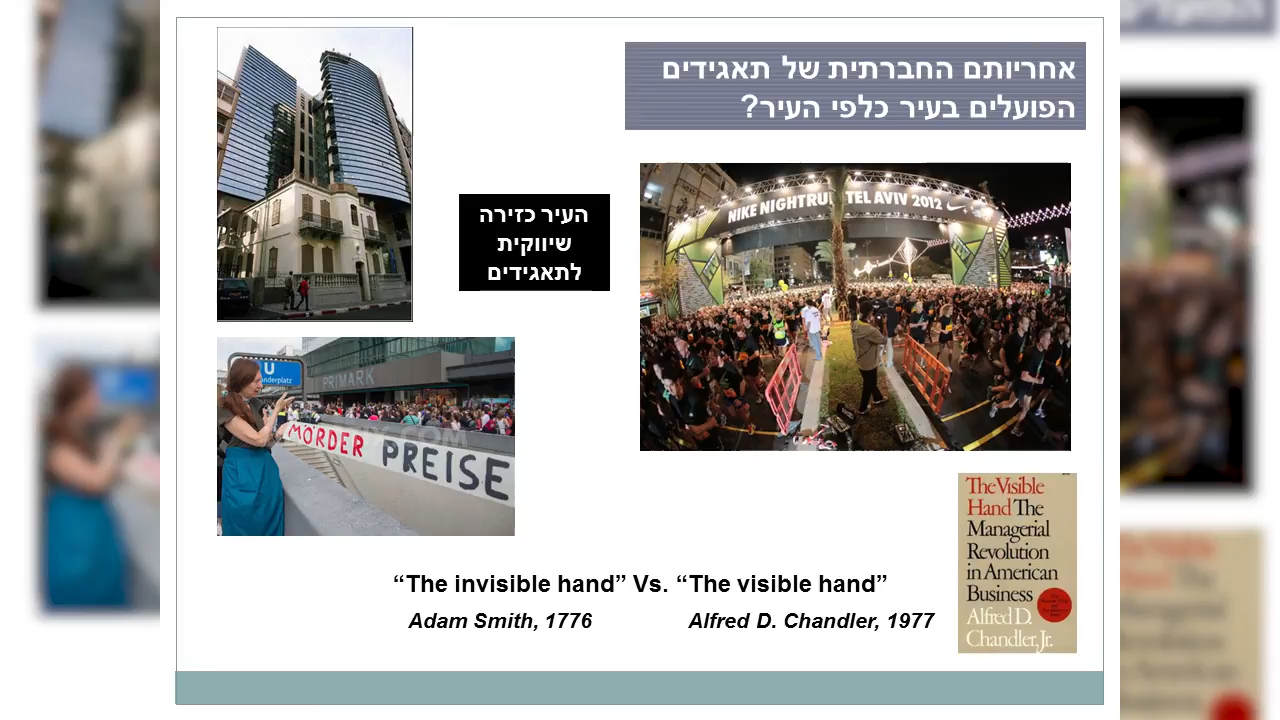 אחריותם החברתית של תאגידים
הפועלים בעיר כלפי העיר?
העיר כזירה
שיווקית
לתאגידים
NIKE NIGHTRUN TEL AVIV 2012
U
PRIMARK
MÖRDER PREISE
The Visible
Hand The
Managerial
Revolution
in American
Business
Alfred D.
Chandler, Jr.
“The invisible hand” Vs. “The visible hand”
Adam Smith, 1776 Alfred D. Chandler, 1977